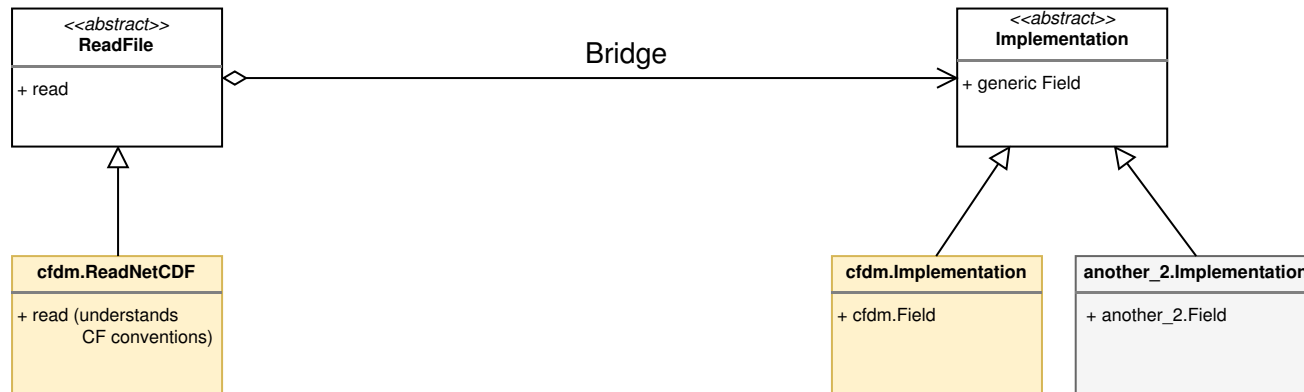 <<abstract>>
ReadFile
+ read
Bridge
<<abstract>>
Implementation
+ generic Field
cfdm.ReadNetCDF
+ read (understands
CF conventions)
cfdm.Implementation
+ cfdm.Field
another_2.Implementation
+ another_2.Field